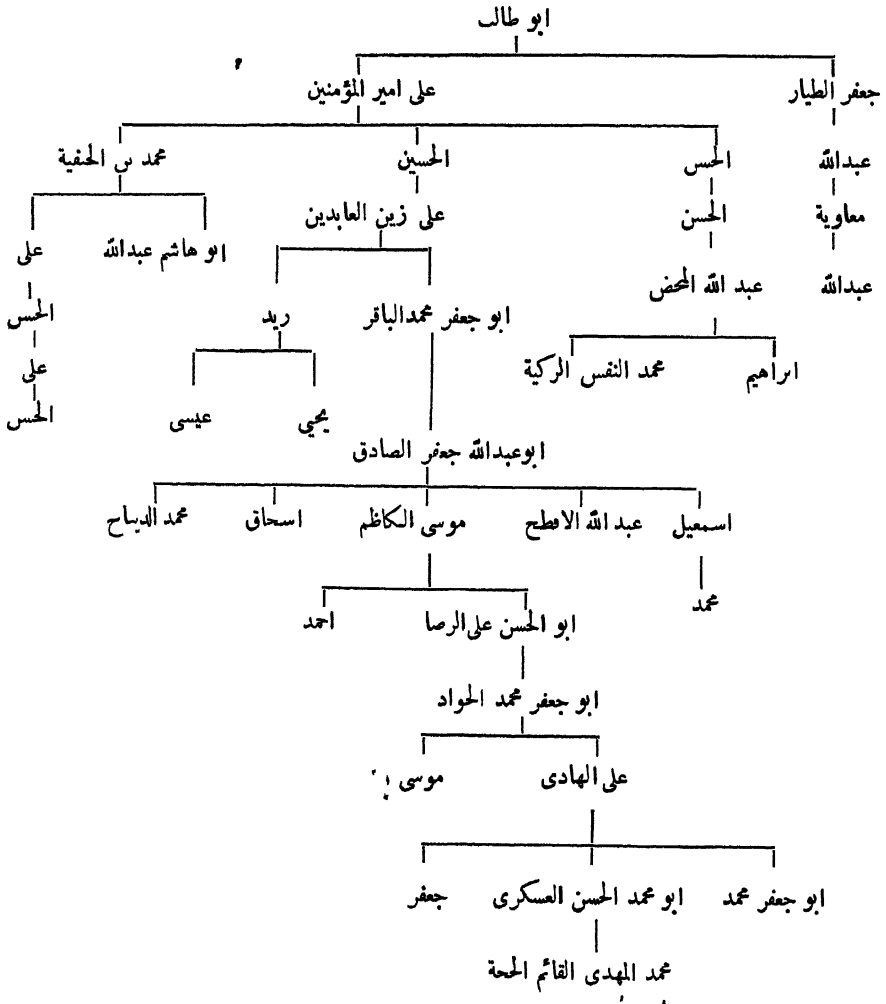 ابو طالب
جعفر الطيار على امير المؤمنين
عبدالله الحسن الحسين محمد بن الحنفية
معاوية الحسن على زين العابدين
عبدالله عبد الله المحض ابو هاشم عبدالله على
ابو جعفر محمدالباقر زيد الحسن
ابراهيم محمد النفس الزكية على
يحيى عيسى الحسن
ابوعبدالله جعفر الصادق
اسمعيل عبد الله الافطح موسى الكاظم اسحاق محمد الديباج
محمد
ابو الحسن على الرضا احمد
ابو جعفر محمد الجواد
على الهادى موسى
ابو جعفر محمد ابو محمد الحسن العسكرى جعفر
محمد المهدى القائم الحجة